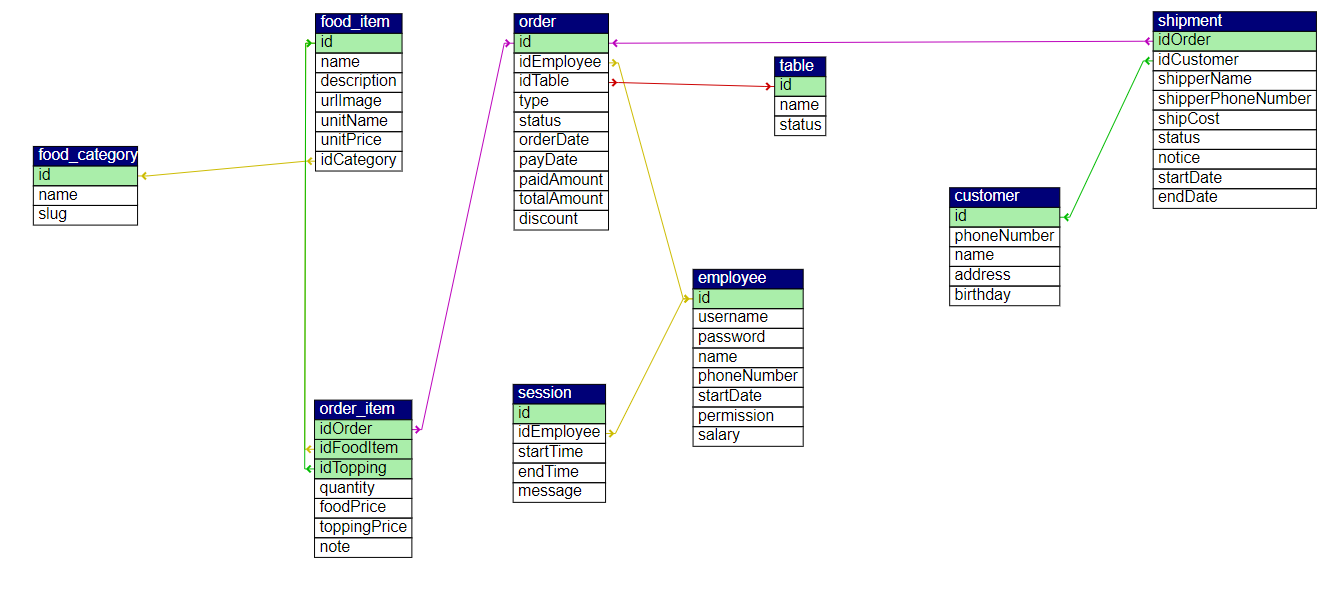 food_category
id
name
slug
food_item
id
name
description
urlImage
unitName
unitPrice
idCategory
order_item
idOrder
idFoodItem
idTopping
quantity
foodPrice
toppingPrice
note
order
id
idEmployee
idTable
type
status
orderDate
payDate
paidAmount
totalAmount
discount
session
id
idEmployee
startTime
endTime
message
table
id
name
status
employee
id
username
password
name
phoneNumber
startDate
permission
salary
customer
id
phoneNumber
name
address
birthday
shipment
idOrder
idCustomer
shipperName
shipperPhoneNumber
shipCost
status
notice
startDate
endDate